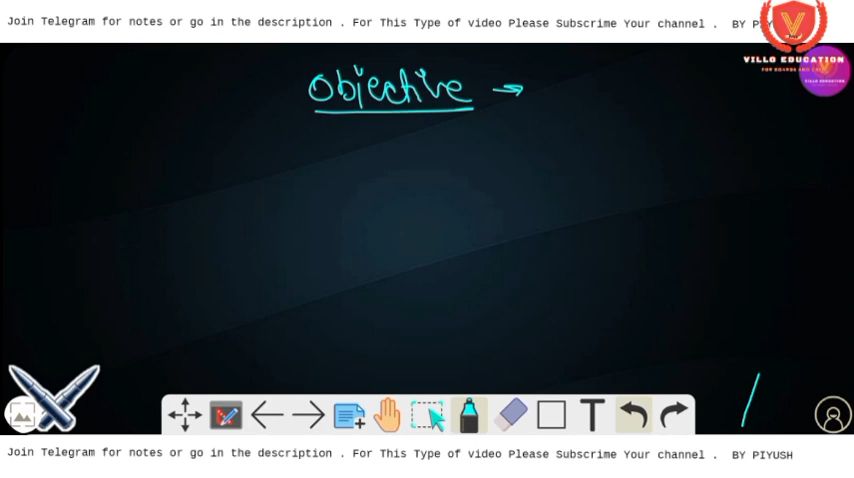 Join Telegram for notes or go in the description . For This Type of video Please Subscrime Your channel . BY
VILLO EDUCATION
Objective →
VILLO EDUCATION
T
Join Telegram for notes or go in the description . For This Type of video Please Subscrime Your channel . BY PIYUSH